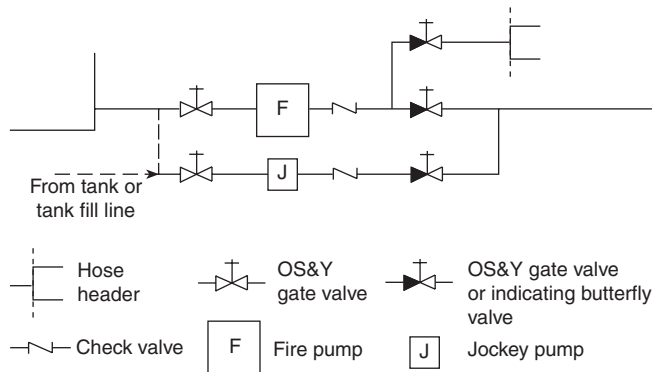 F
J
From tank or
tank fill line
Hose
header
OS&Y
gate valve
OS&Y gate valve
or indicating butterfly
valve
Check valve
F
Fire pump
J
Jockey pump